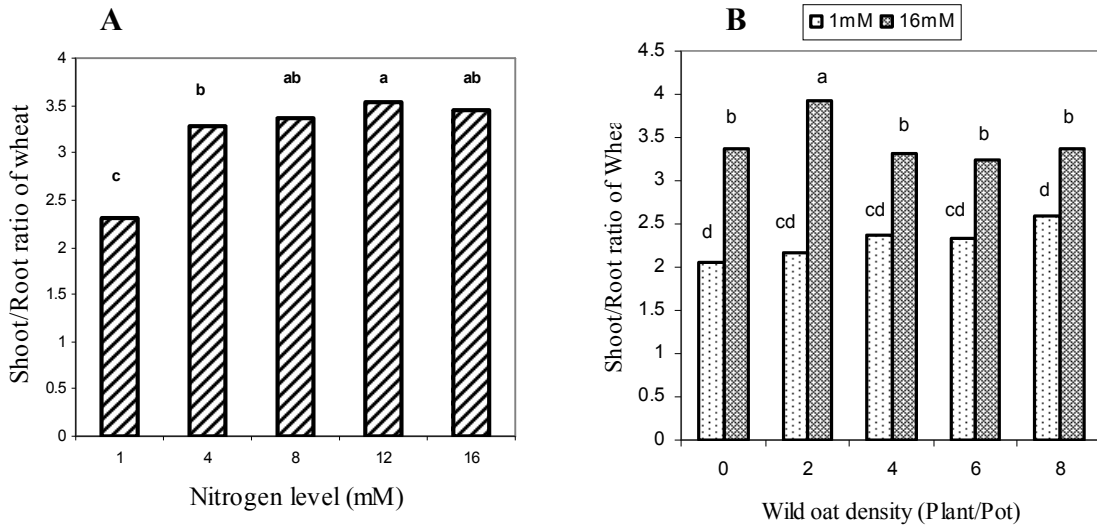 A
Shoot/Root ratio of wheat
4
3.5
3
2.5
2
1.5
1
0.5
0
c
b
ab
a
ab
1 4 8 12 16
Nitrogen level (mM)
B
1mM 16mM
Shoot/Root ratio of Whea
4.5
4
3.5
3
2.5
2
1.5
1
0.5
0
d
b
cd
a
cd
b
cd
b
d
b
0 2 4 6 8
Wild oat density (Plant/Pot)